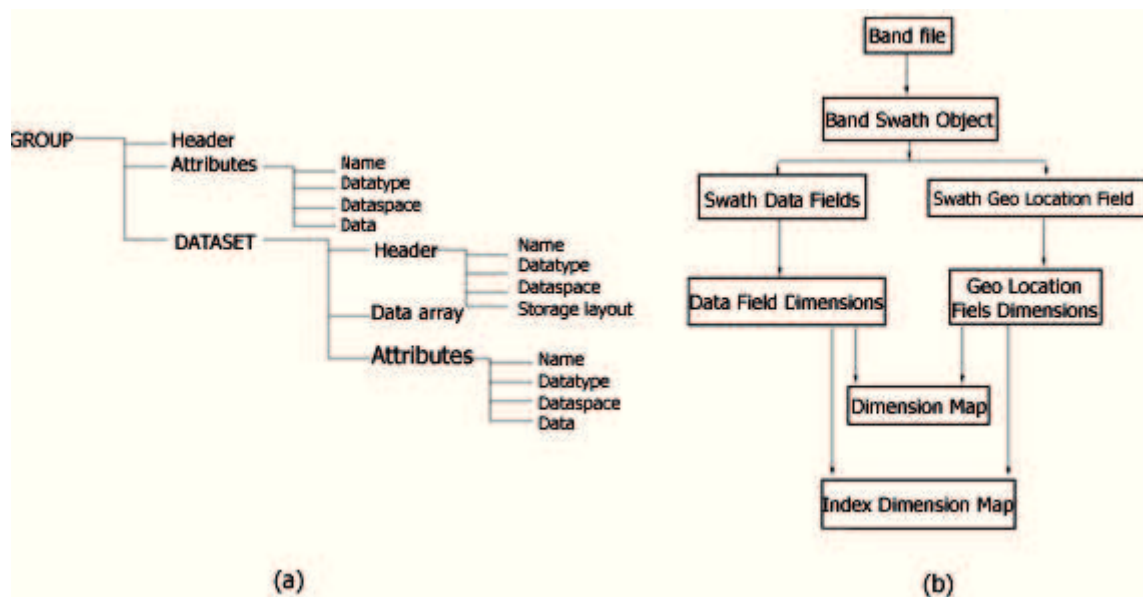 GROUP
Header
Attributes
Name
Datatype
Dataspace
Data
DATASET
Header
Name
Datatype
Dataspace
Storage layout
Data array
Attributes
Name
Datatype
Dataspace
Data
(a)
Band file
Band Swath Object
Swath Data Fields
Swath Geo Location Field
Data Field Dimensions
Geo Location
Fiels Dimensions
Dimension Map
Index Dimension Map
(b)